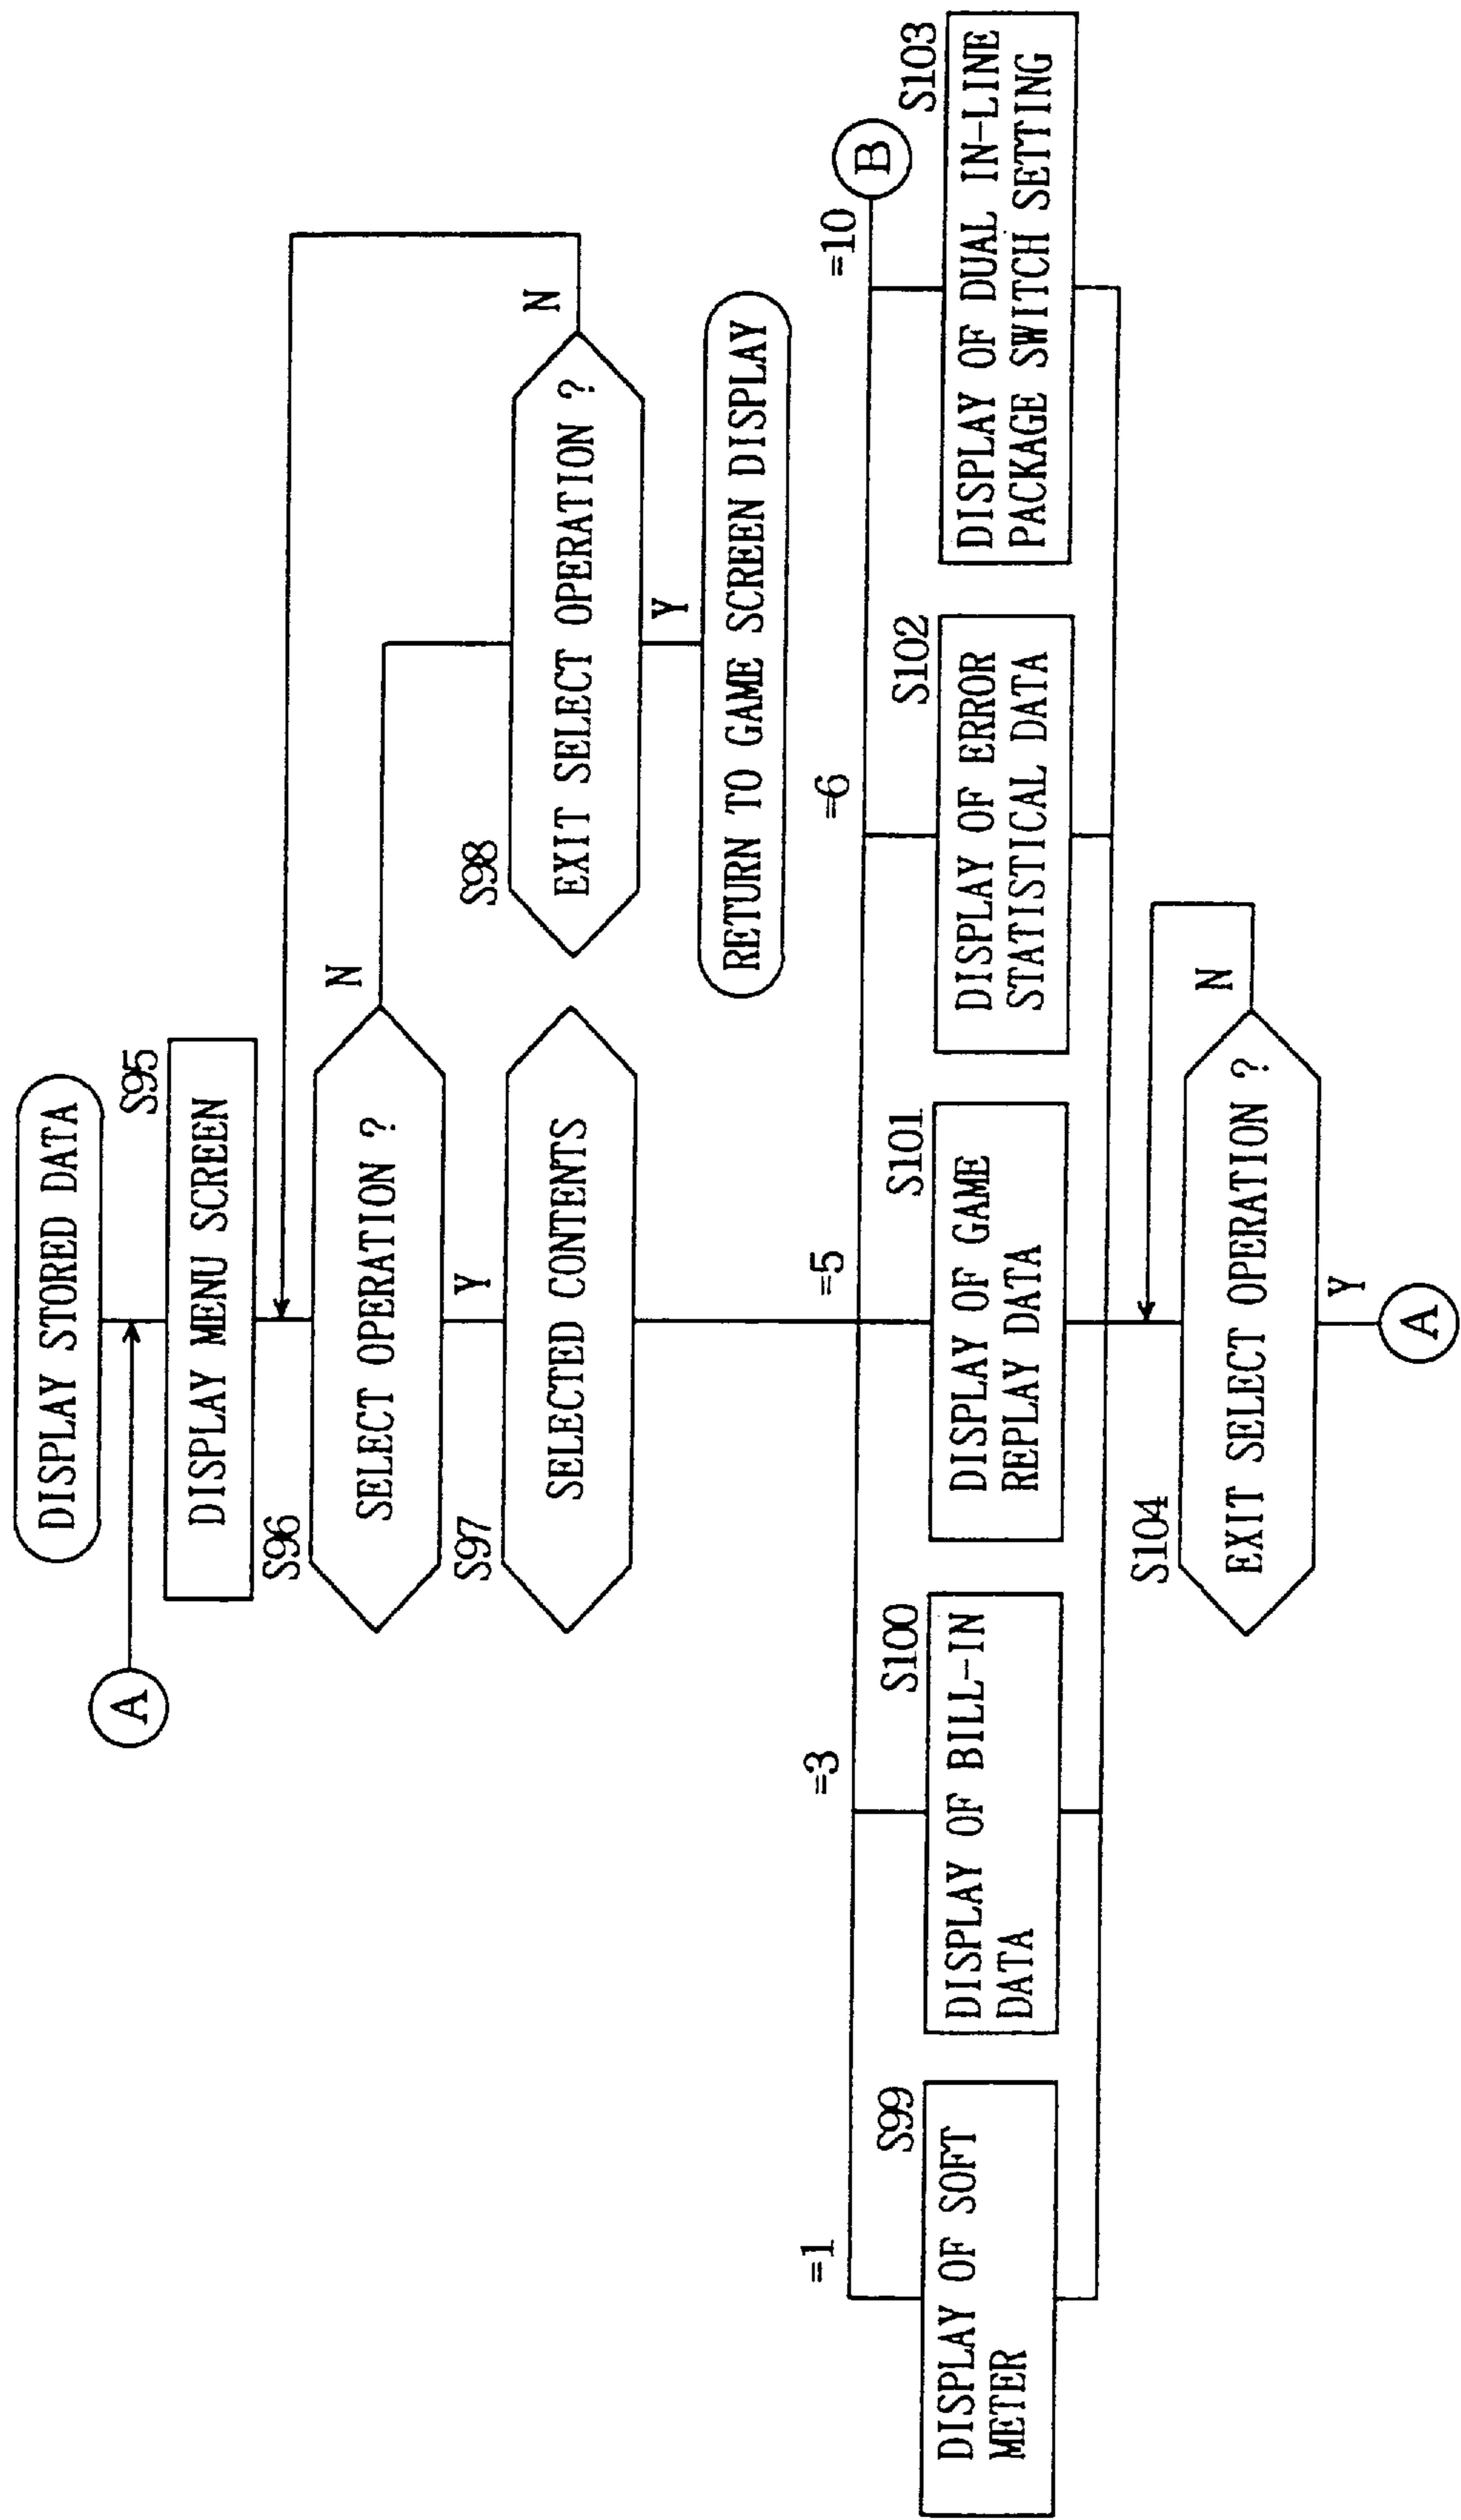 DISPLAY STORED DATA
A
S95
DISPLAY MENU SCREEN
S96
SELECT OPERATION ?
N
Y
S97
SELECTED CONTENTS
S98
EXIT SELECT OPERATION ?
N
Y
RETURN TO GAME SCREEN DISPLAY
=1
=3
=5
=6
=10
B
S99
DISPLAY OF SOFT
METER
S100
DISPLAY OF BILL-IN
DATA
S101
DISPLAY OF GAME
REPLAY DATA
S102
DISPLAY OF ERROR
STATISTICAL DATA
S103
DISPLAY OF DUAL IN-LINE
PACKAGE SWITCH SETTING
S104
EXIT SELECT OPERATION ?
N
Y
A